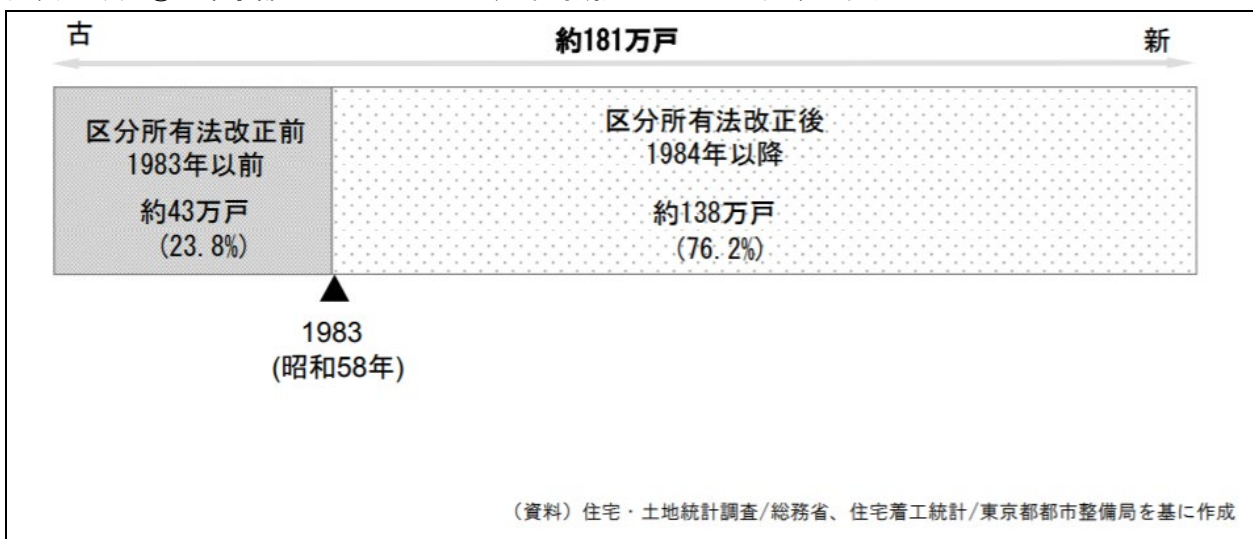 古
約181万戸
新
区分所有法改正前
1983年以前
約43万戸
(23.8%)
区分所有法改正後
1984年以降
約138万戸
(76.2%)
▲
1983
(昭和58年)
（資料）住宅・土地統計調査/総務省、住宅着工統計/東京都都市整備局を基に作成